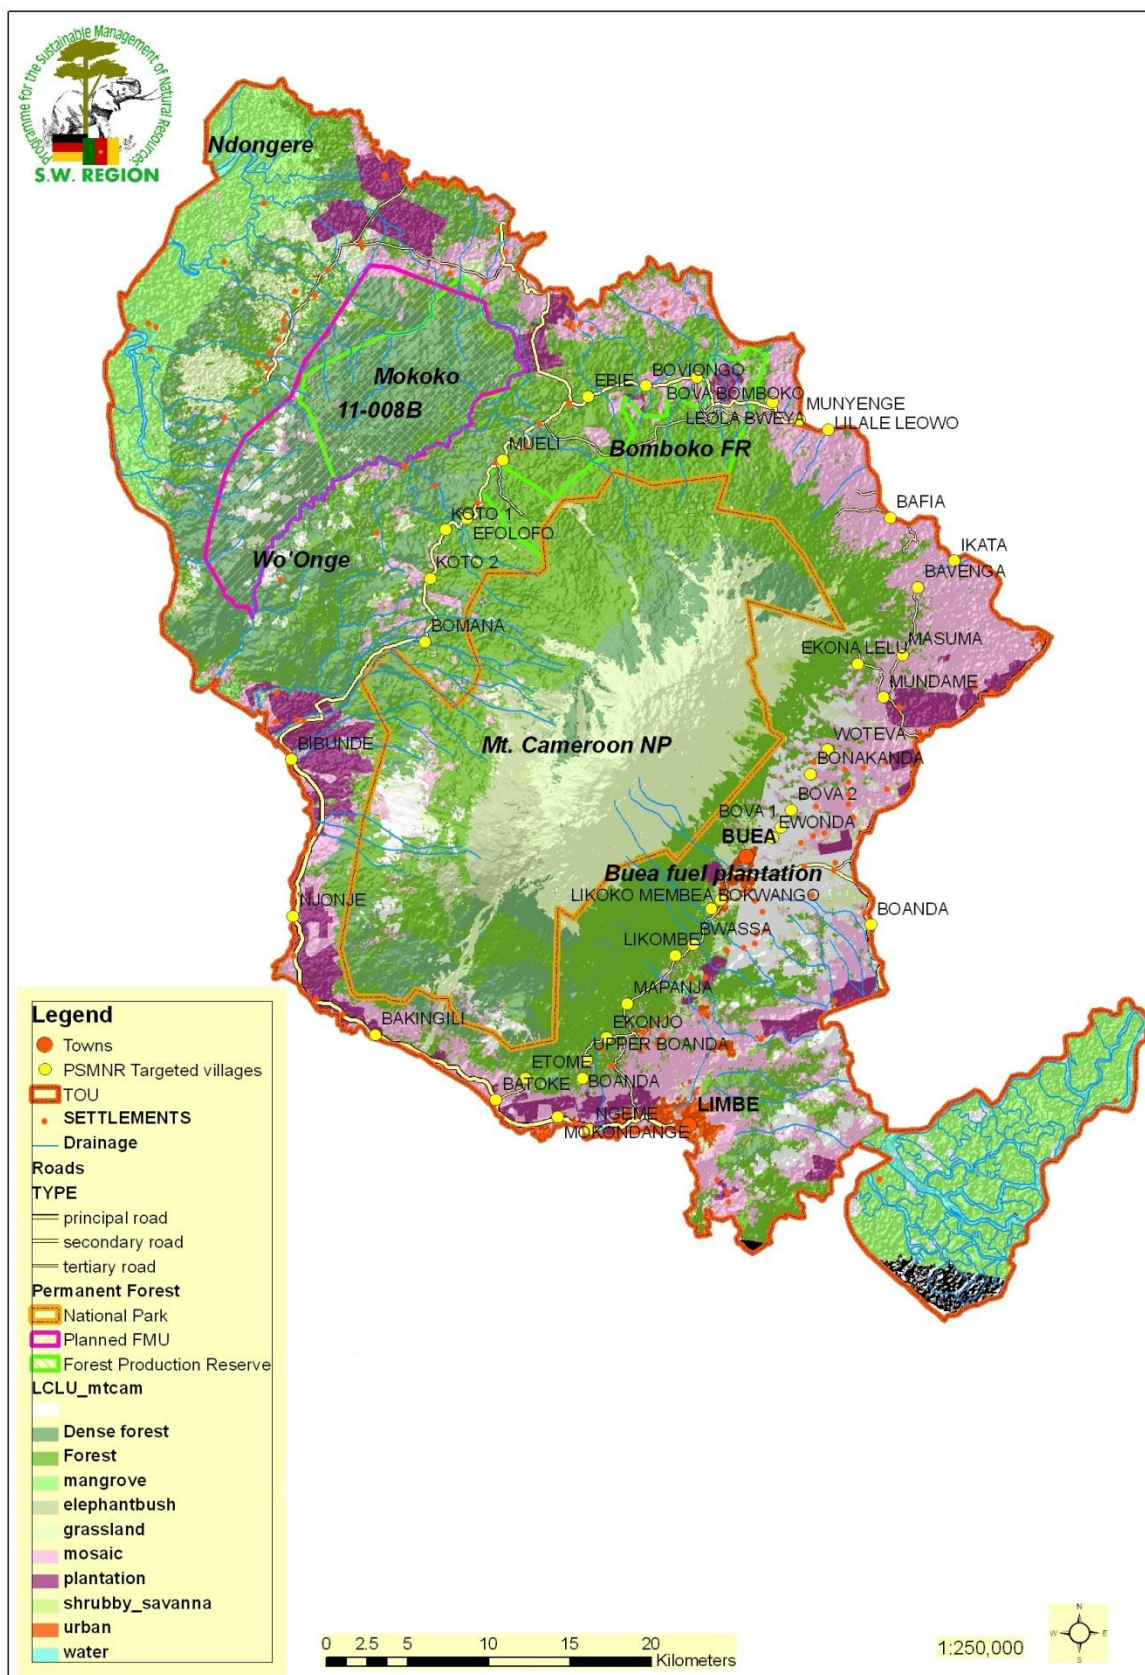 Programme for the Sustainable Management of Natural Resources,
S.W. REGION
Ndongere
Mokoko
11-008B
EBIE
BOVIONGO
BOVA BOMBOKO
MUNYENGE
LEOLA BWEYA
LILALE LEOWO
MUELI
Bomboko FR
BAFIA
KOTO 1
EFOLOFO
IKATA
Wo'Onge
KOTO 2
BAVENGA
BOMANA
MASUMA
EKONA LELU
MUNDAME
WOTEVA
Mt. Cameroon NP
BIBUNDE
BONAKANDA
BOVA 2
BOVA 1
EWONDA
BUEA
Buea fuel plantation
LIKOKO MEMBEA BOKWANGO
NJONJE
BOANDA
BWASSA
LIKOMBE
MAPANJA
EKONJO
BAKINGILI
UPPER BOANDA
ETOME
BATOKE
BOANDA
LIMBE
NGEME
MOKONDANGE
Legend
Towns
PSMNR Targeted villages
TOU
SETTLEMENTS
Drainage
Roads
TYPE
principal road
secondary road
tertiary road
Permanent Forest
National Park
Planned FMU
Forest Production Reserve
LCLU_mtcam
Dense forest
Forest
mangrove
elephantbush
grassland
mosaic
plantation
shrubby_savanna
urban
water
0 2.5 5 10 15 20
Kilometers
1:250,000
N
W E
S